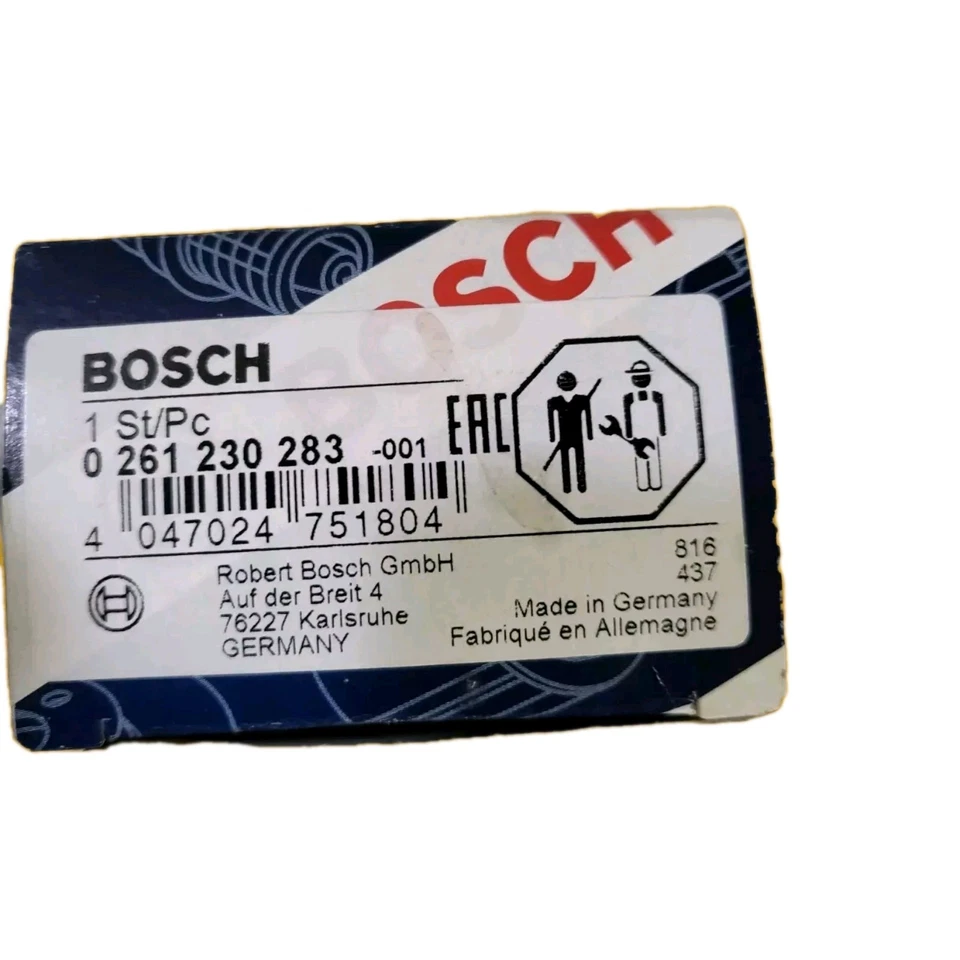 BOSCH
BOSCH
1 St/Pc
0 261 230 283 -001
EAC
4 047024 751804
Robert Bosch GmbH
Auf der Breit 4
76227 Karlsruhe
GERMANY
816
437
Made in Germany
Fabriqué en Allemagne